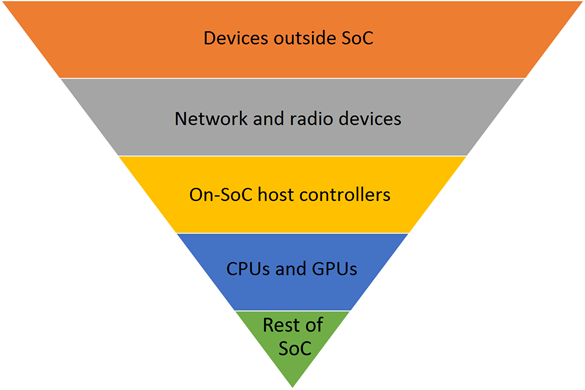 Devices outside SoC
Network and radio devices
On-SoC host controllers
CPUs and GPUs
Rest of
SoC